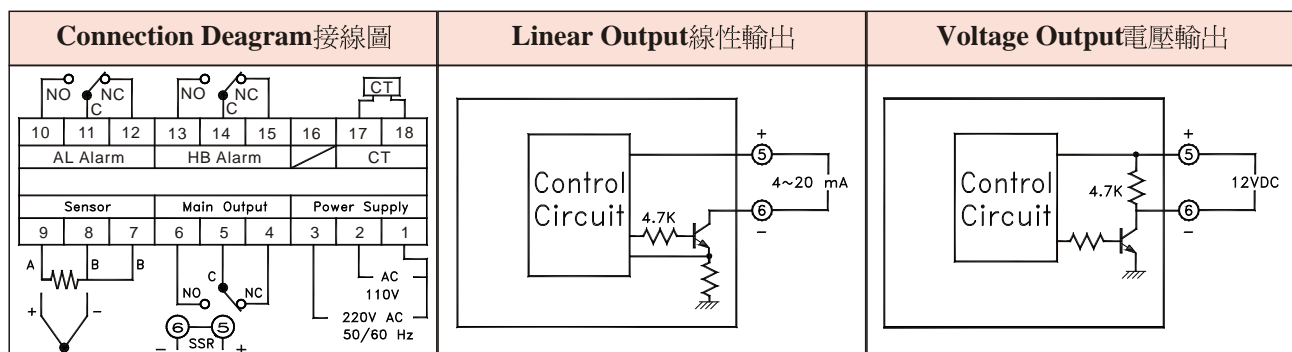 Connection Deagram接線圖
Linear Output線性輸出
Voltage Output電壓輸出
NO NC NO NC CT
C C
10 11 12 13 14 15 16 17 18
AL Alarm HB Alarm CT
Sensor Main Output Power Supply
9 8 7 6 5 4 3 2 1
A B B
C
NO NC
AC
110V
220V AC
50/60 Hz
+ −
6 5
SSR
− +
Control
Circuit
4.7K
+
5
4~20 mA
6
−
Control
Circuit
4.7K
+
5
12VDC
6
−